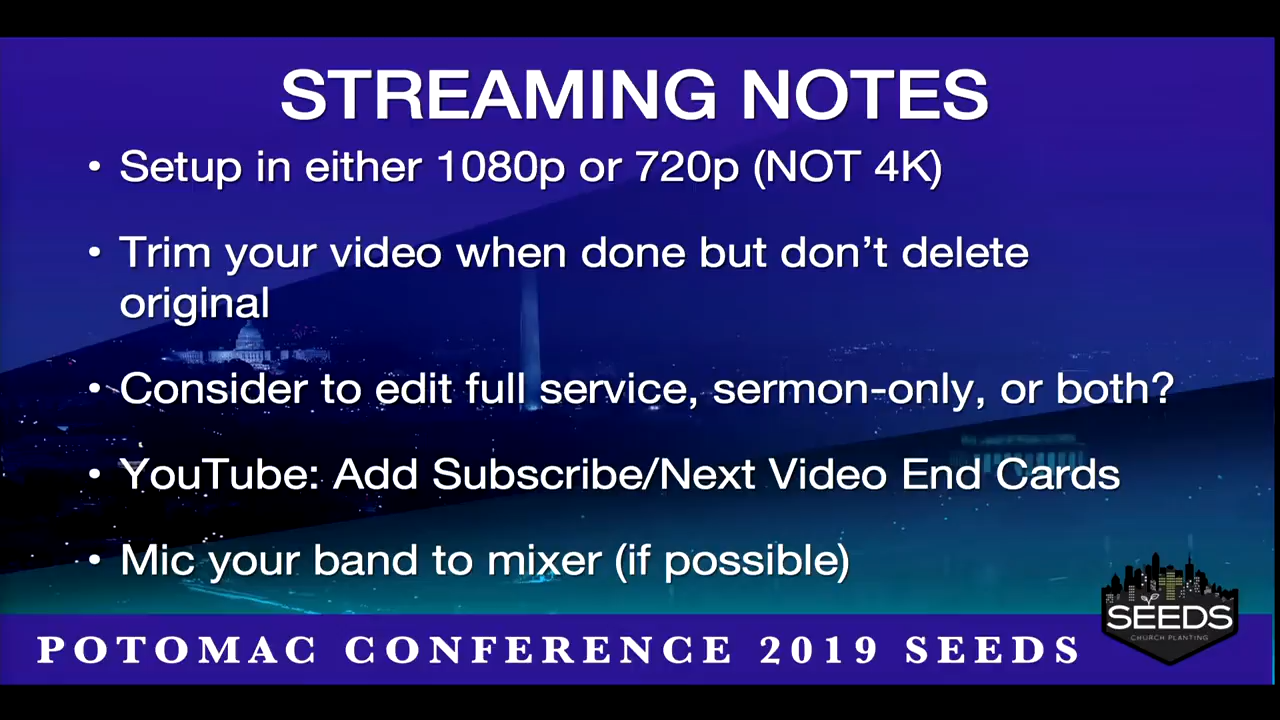 STREAMING NOTES
• Setup in either 1080p or 720p (NOT 4K)
• Trim your video when done but don’t delete
original
• Consider to edit full service, sermon-only, or both?
• YouTube: Add Subscribe/Next Video End Cards
• Mic your band to mixer (if possible)
SEEDS
CHURCH PLANTING
POTOMAC CONFERENCE 2019 SEEDS